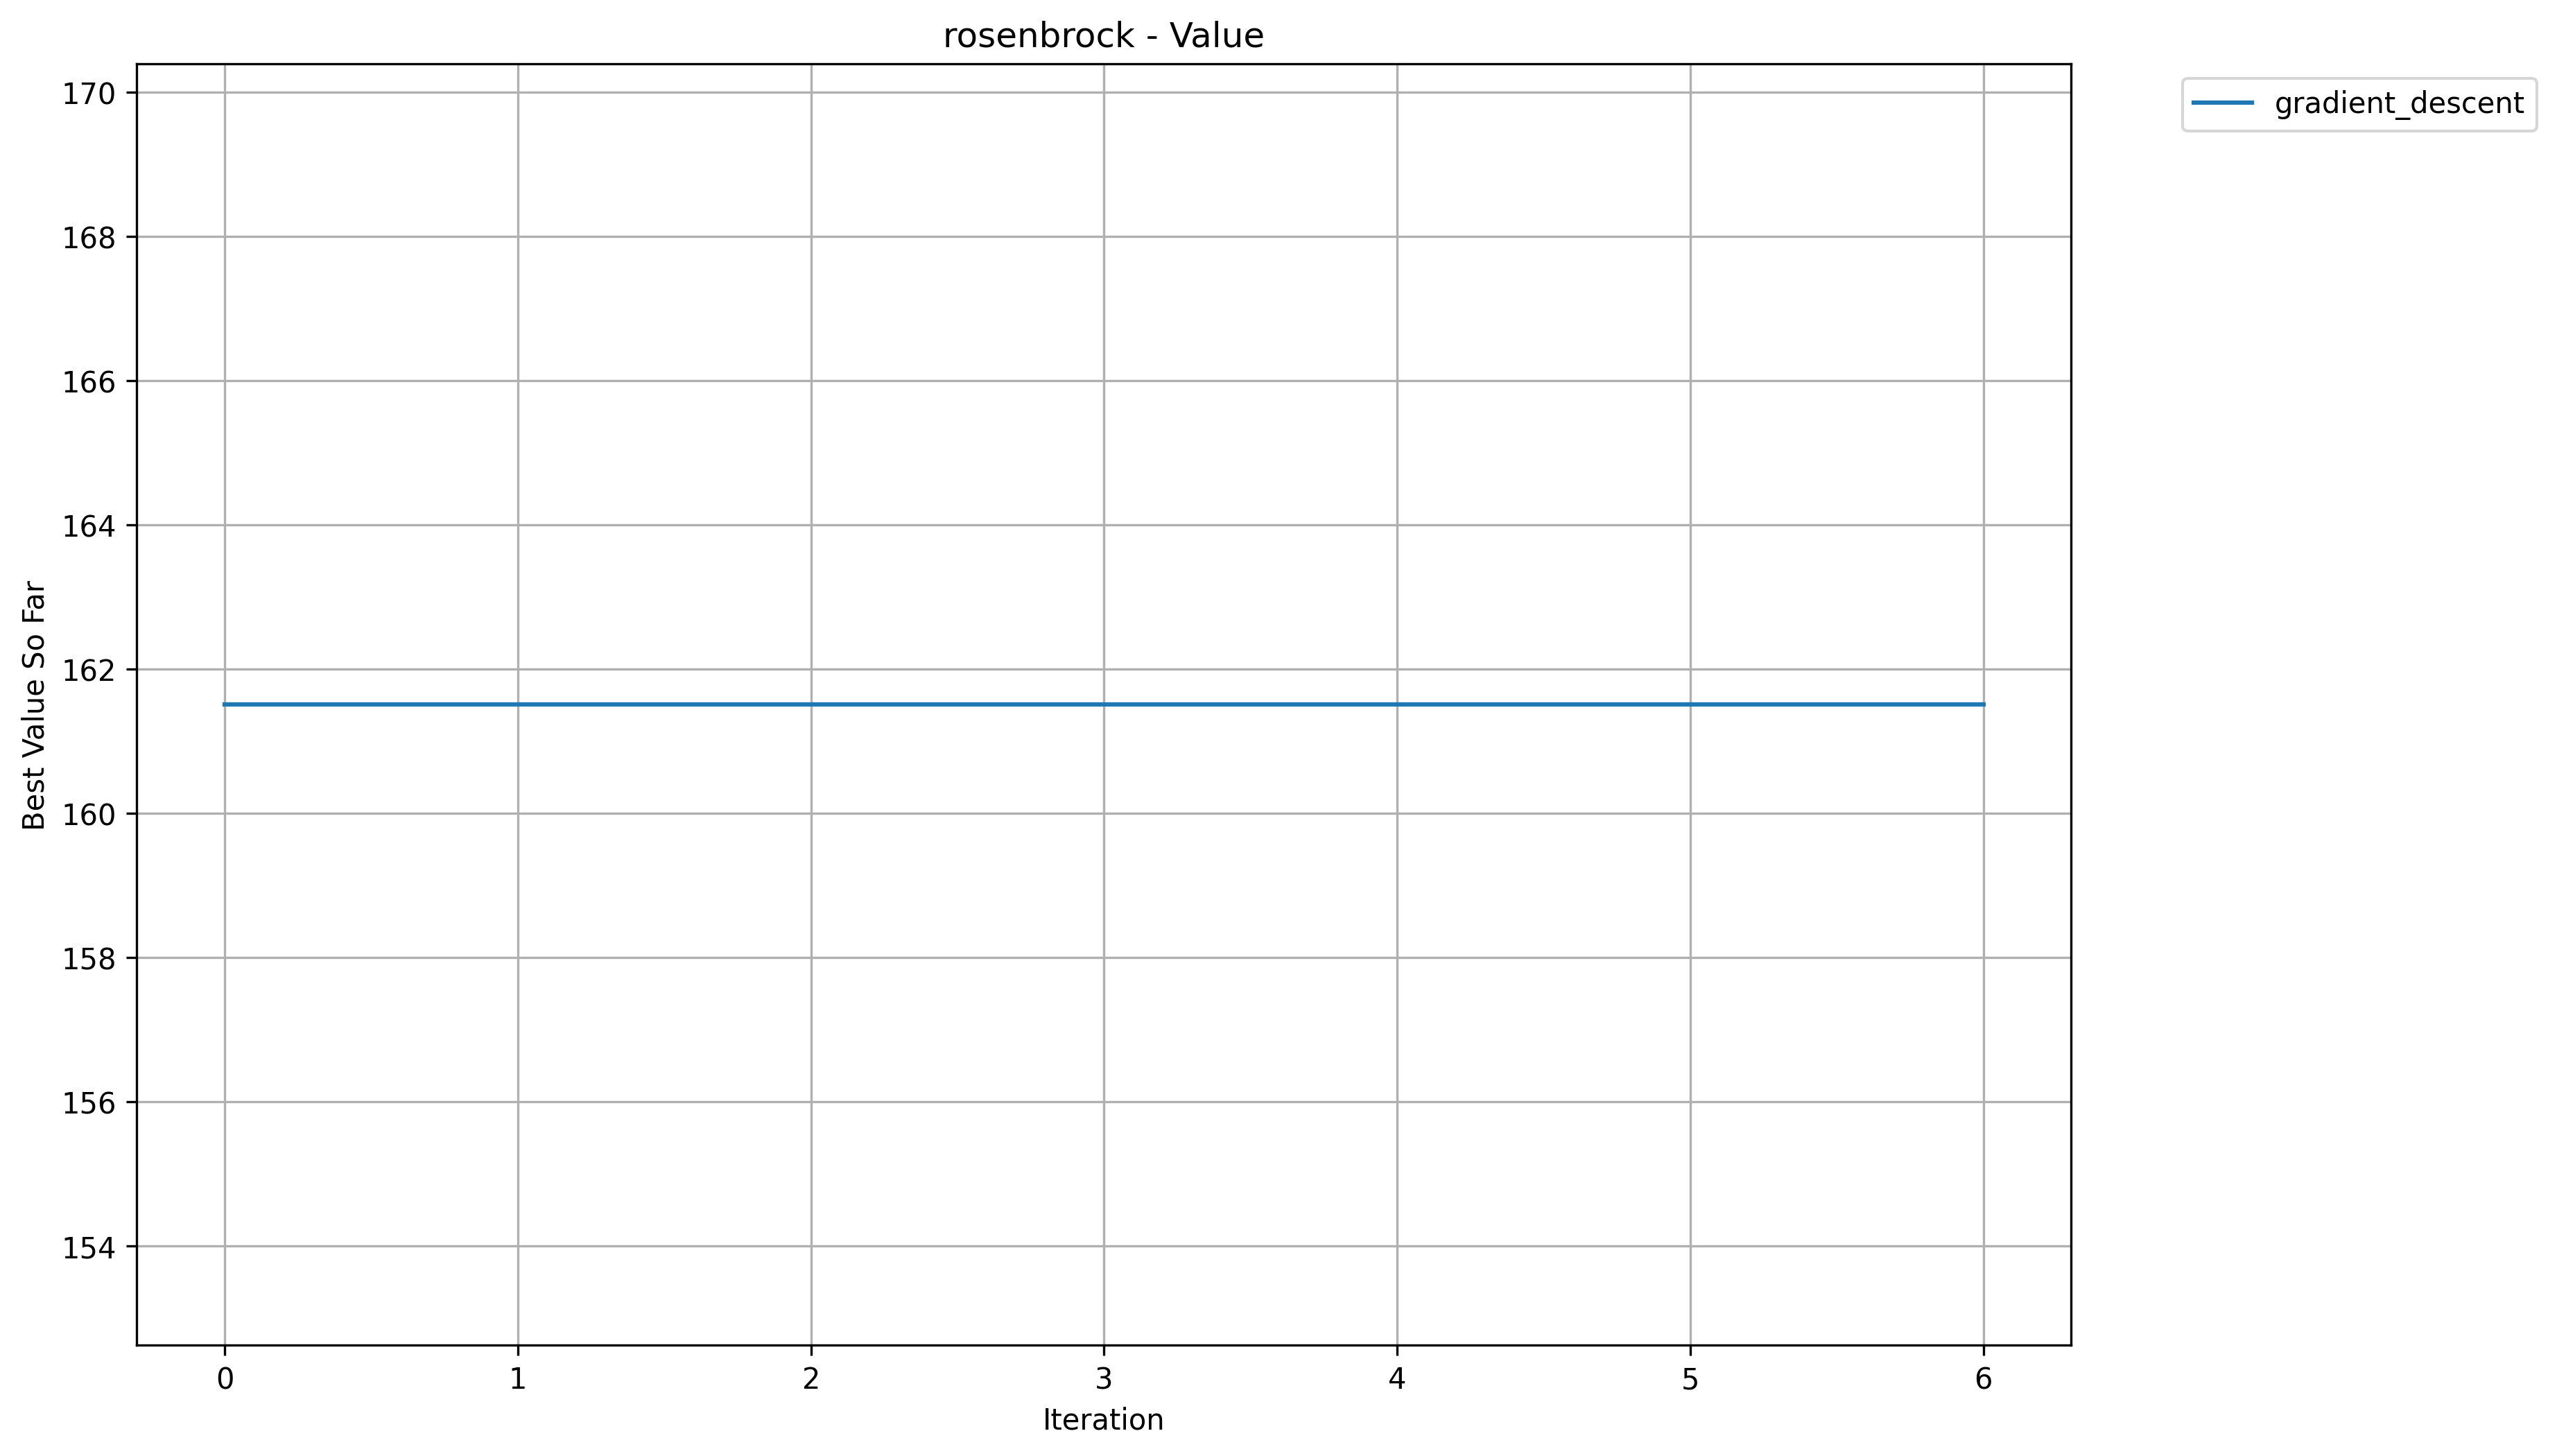 rosenbrock - Value
gradient_descent
Best Value So Far
170
168
166
164
162
160
158
156
154
0 1 2 3 4 5 6
Iteration